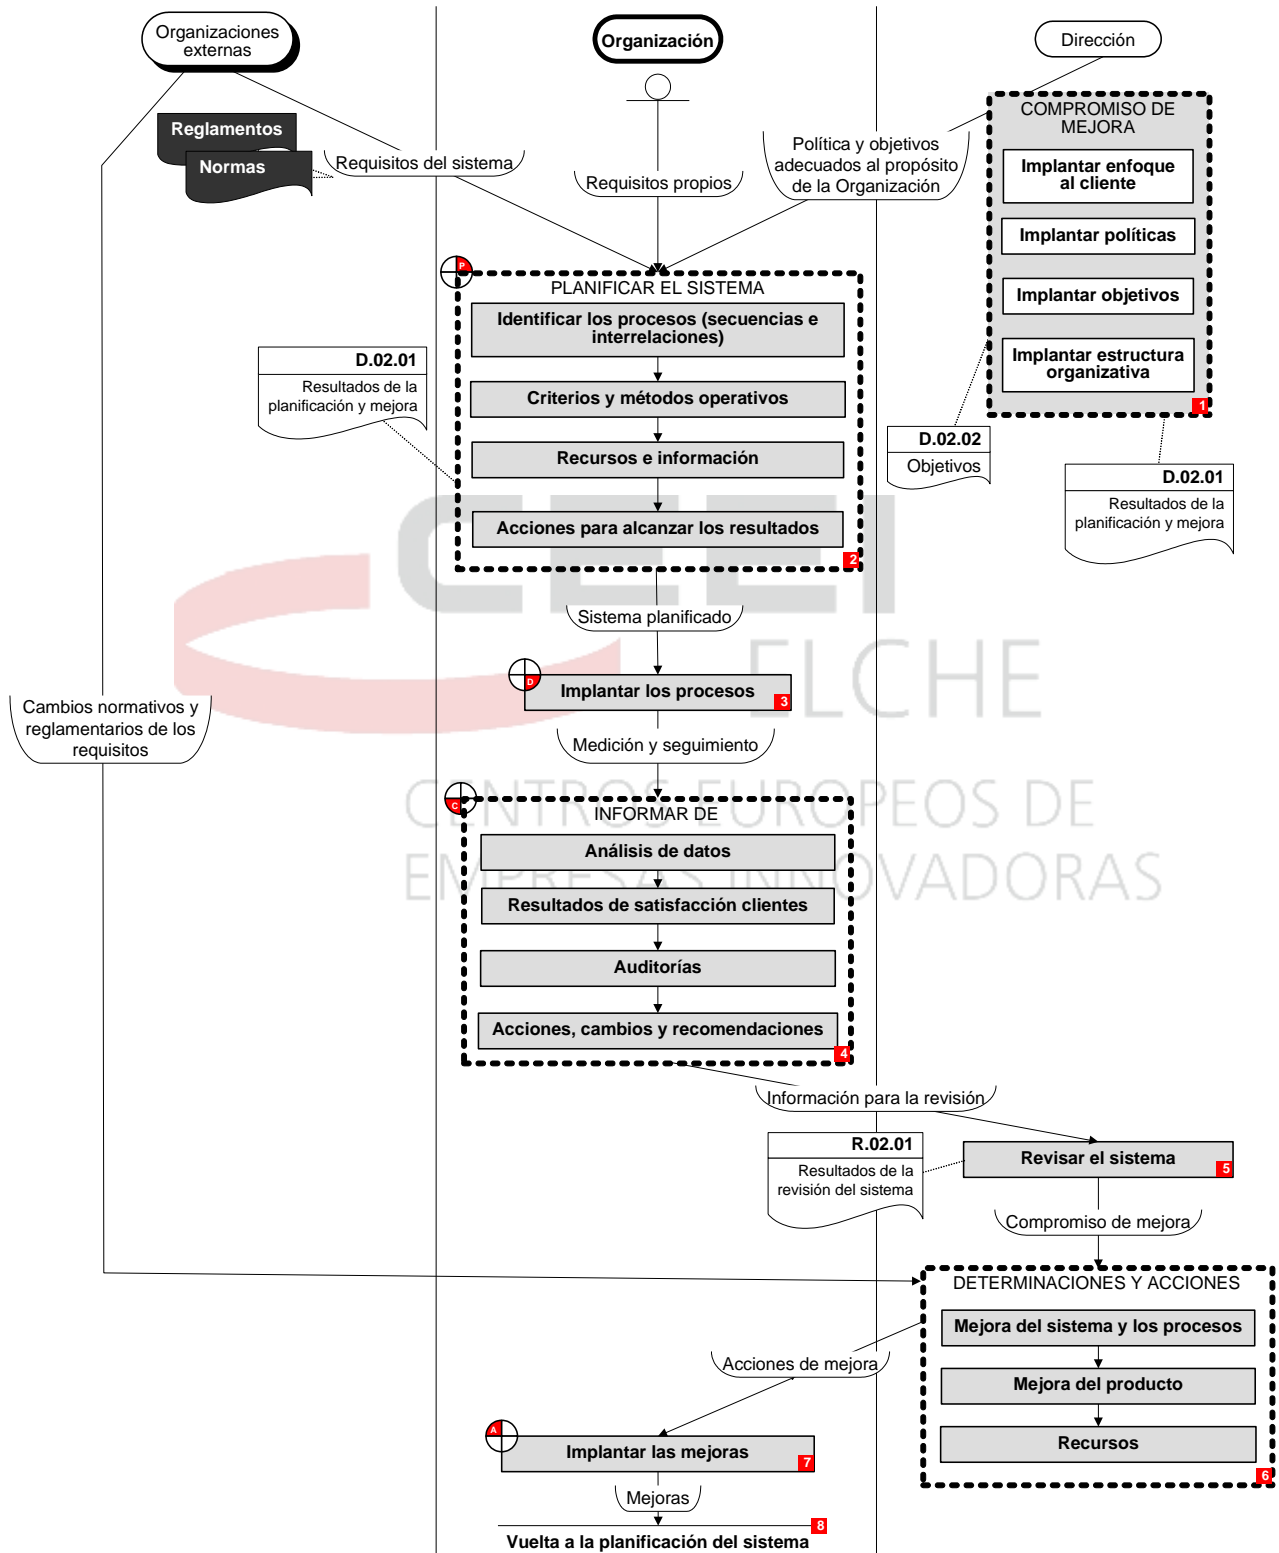 Organizaciones
externas
Organización
Dirección
Reglamentos
Normas
Requisitos del sistema
Requisitos propios
Política y objetivos
adecuados al propósito
de la Organización
COMPROMISO DE
MEJORA
Implantar enfoque
al cliente
Implantar políticas
Implantar objetivos
Implantar estructura
organizativa
1
P
PLANIFICAR EL SISTEMA
Identificar los procesos (secuencias e
interrelaciones)
Criterios y métodos operativos
Recursos e información
Acciones para alcanzar los resultados
2
D.02.01
Resultados de la
planificación y mejora
D.02.02
Objetivos
D.02.01
Resultados de la
planificación y mejora
CEEI
ELCHE
CENTROS EUROPEOS DE
EMPRESAS INNOVADORAS
Sistema planificado
D
Implantar los procesos
3
Cambios normativos y
reglamentarios de los
requisitos
Medición y seguimiento
C
INFORMAR DE
Análisis de datos
Resultados de satisfacción clientes
Auditorías
Acciones, cambios y recomendaciones
4
Información para la revisión
R.02.01
Resultados de la
revisión del sistema
Revisar el sistema
5
Compromiso de mejora
DETERMINACIONES Y ACCIONES
Mejora del sistema y los procesos
Mejora del producto
Recursos
6
Acciones de mejora
A
Implantar las mejoras
7
Mejoras
8
Vuelta a la planificación del sistema